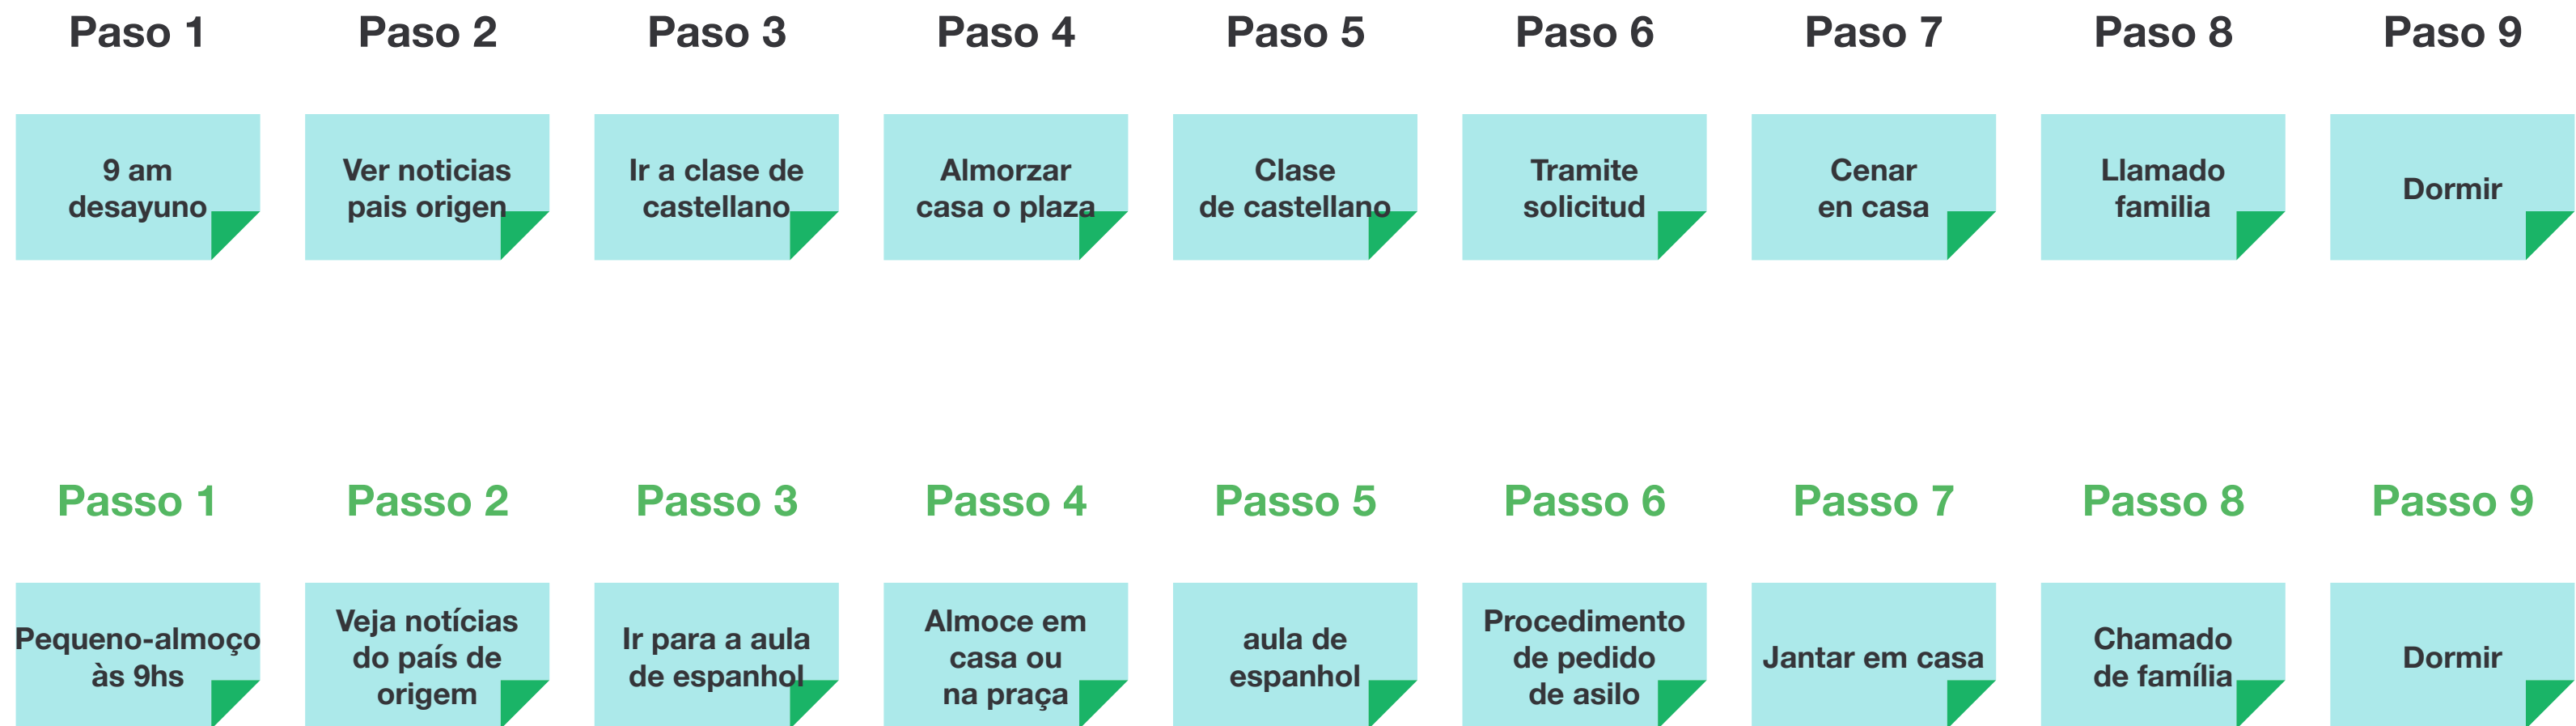 Paso 1
Paso 2
Paso 3
Paso 4
Paso 5
Paso 6
Paso 7
Paso 8
Paso 9
9 am
desayuno
Ver noticias
pais origen
Ir a clase de
castellano
Almorzar
casa o plaza
Clase
de castellano
Tramite
solicitud
Cenar
en casa
Llamado
familia
Dormir
Passo 1
Passo 2
Passo 3
Passo 4
Passo 5
Passo 6
Passo 7
Passo 8
Passo 9
Pequeno-almoço
às 9hs
Veja notícias
do país de
origem
Ir para a aula
de espanhol
Almoce em
casa ou
na praça
aula de
espanhol
Procedimento
de pedido
de asilo
Jantar em casa
Chamado
de família
Dormir